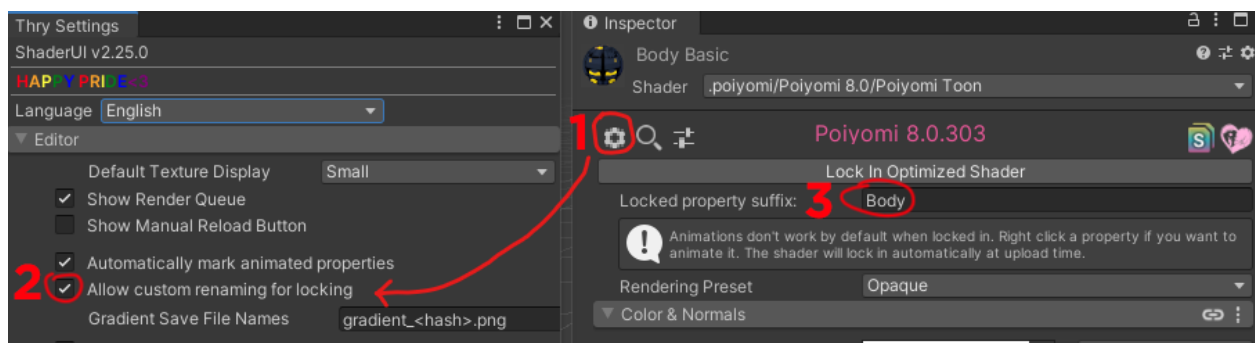 Thry Settings
ShaderUI v2.25.0
HAPPY PRIDE <3
Language English
Editor
Default Texture Display Small
Show Render Queue
Show Manual Reload Button
Automatically mark animated properties
2 Allow custom renaming for locking
Gradient Save File Names gradient_<hash>.png
Inspector
Body Basic
Shader .poiyomi/Poiyomi 8.0/Poiyomi Toon
1 Poiyomi 8.0.303
S
Lock In Optimized Shader
Locked property suffix: 3 Body
Animations don't work by default when locked in. Right click a property if you want to
animate it. The shader will lock in automatically at upload time.
Rendering Preset Opaque
Color & Normals